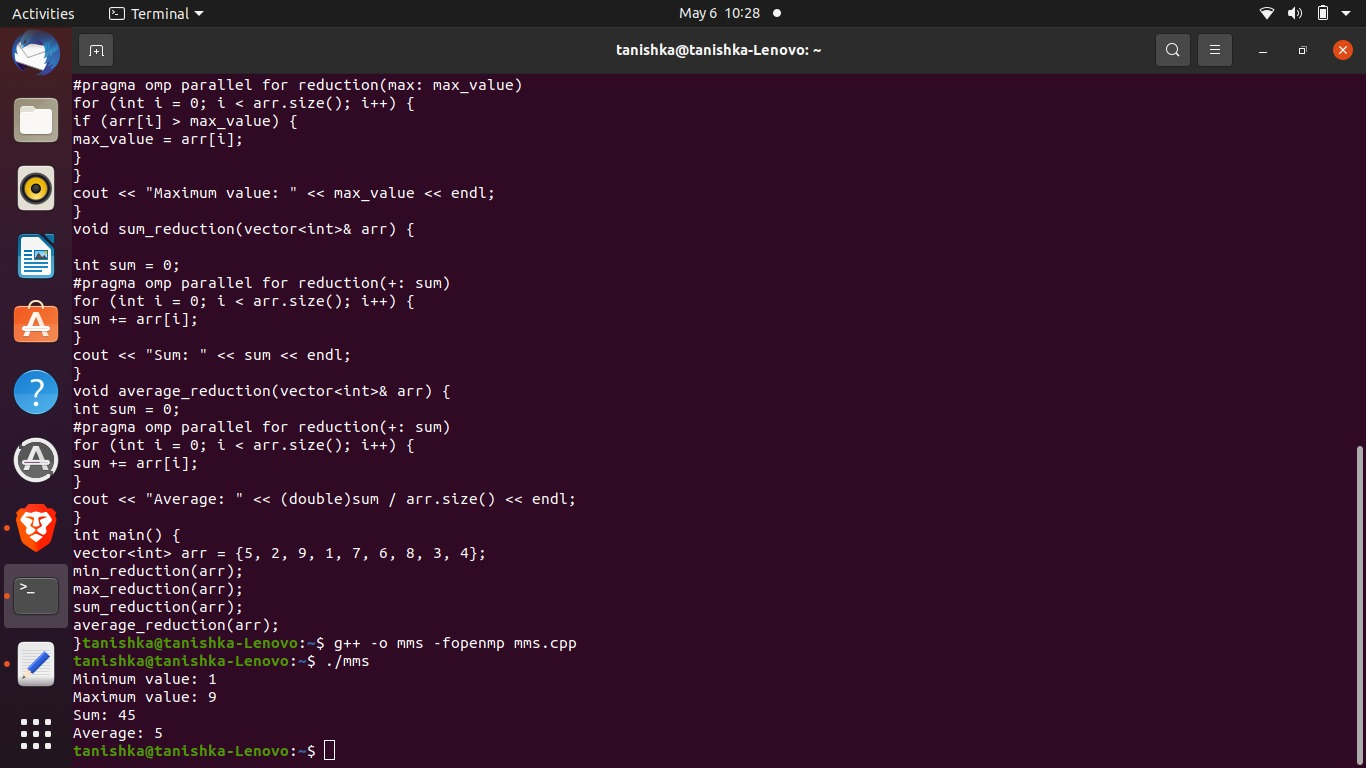 Activities
Terminal
May 6 10:28
tanishka@tanishka-Lenovo: ~
#pragma omp parallel for reduction(max: max_value)
for (int i = 0; i < arr.size(); i++) {
if (arr[i] > max_value) {
max_value = arr[i];
}
}
cout << "Maximum value: " << max_value << endl;
}
void sum_reduction(vector<int>& arr) {
int sum = 0;
#pragma omp parallel for reduction(+: sum)
for (int i = 0; i < arr.size(); i++) {
sum += arr[i];
}
cout << "Sum: " << sum << endl;
}
void average_reduction(vector<int>& arr) {
int sum = 0;
#pragma omp parallel for reduction(+: sum)
for (int i = 0; i < arr.size(); i++) {
sum += arr[i];
}
cout << "Average: " << (double)sum / arr.size() << endl;
}
int main() {
vector<int> arr = {5, 2, 9, 1, 7, 6, 8, 3, 4};
min_reduction(arr);
max_reduction(arr);
sum_reduction(arr);
average_reduction(arr);
}tanishka@tanishka-Lenovo:~$ g++ -o mms -fopenmp mms.cpp
tanishka@tanishka-Lenovo:~$ ./mms
Minimum value: 1
Maximum value: 9
Sum: 45
Average: 5
tanishka@tanishka-Lenovo:~$